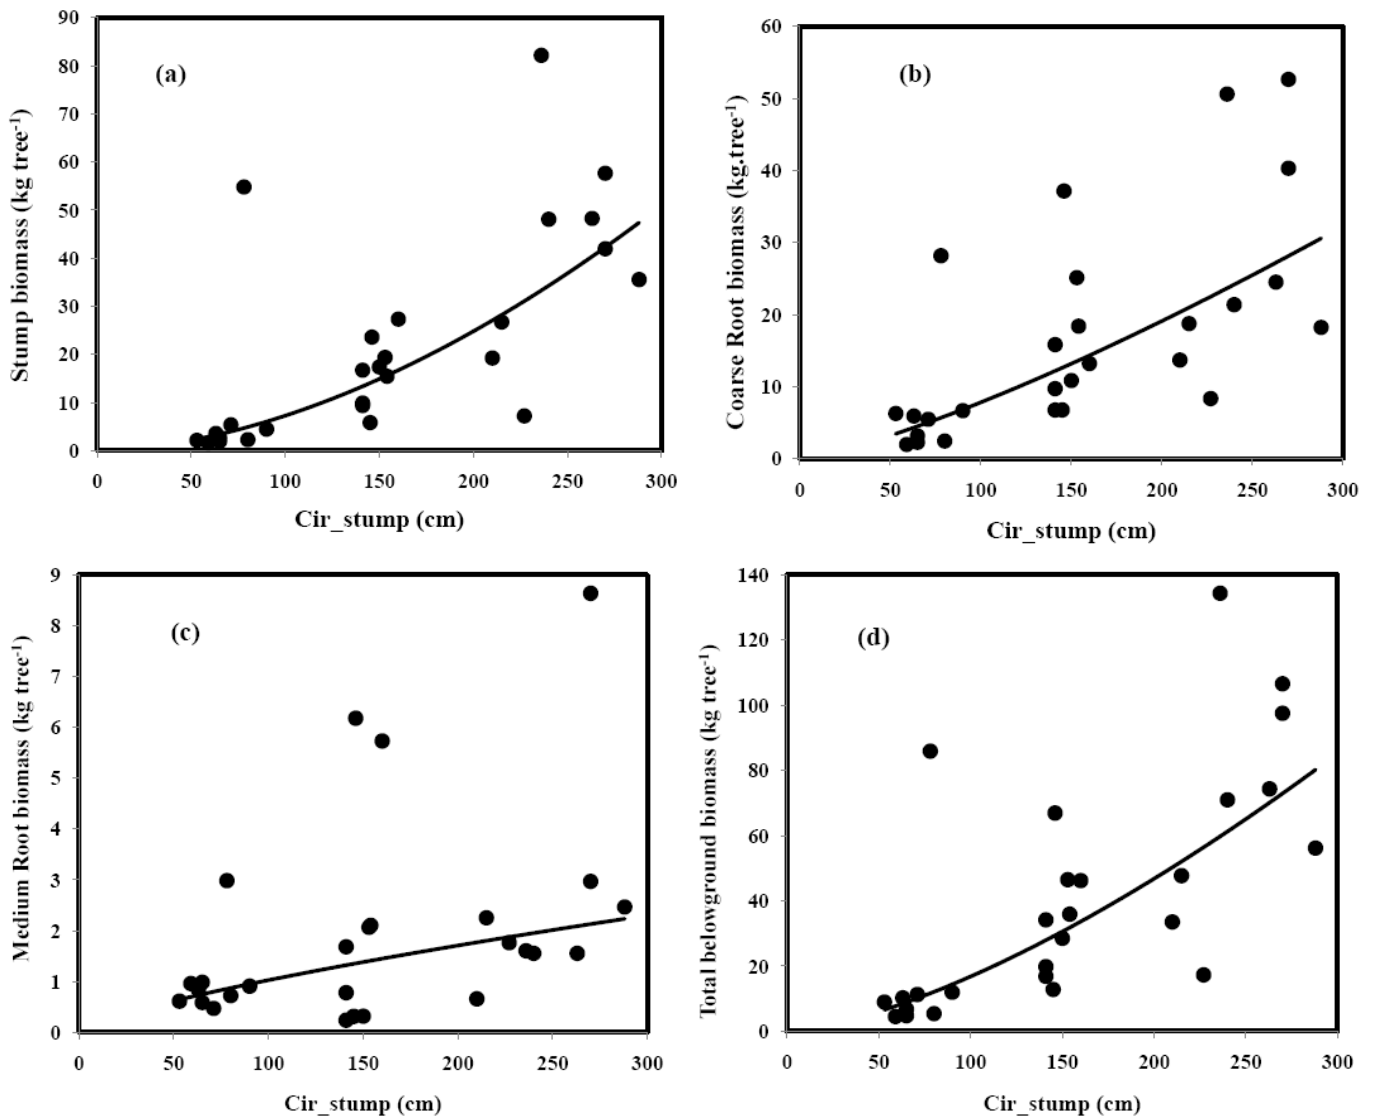 (a)
Stump biomass (kg tree⁻¹)
90
80
70
60
50
40
30
20
10
0
0 50 100 150 200 250 300
Cir_stump (cm)
(b)
Coarse Root biomass (kg.tree⁻¹)
60
50
40
30
20
10
0
0 50 100 150 200 250 300
Cir_stump (cm)
(c)
Medium Root biomass (kg tree⁻¹)
9
8
7
6
5
4
3
2
1
0
0 50 100 150 200 250 300
Cir_stump (cm)
(d)
Total belowground biomass (kg tree⁻¹)
140
120
100
80
60
40
20
0
0 50 100 150 200 250 300
Cir_stump (cm)